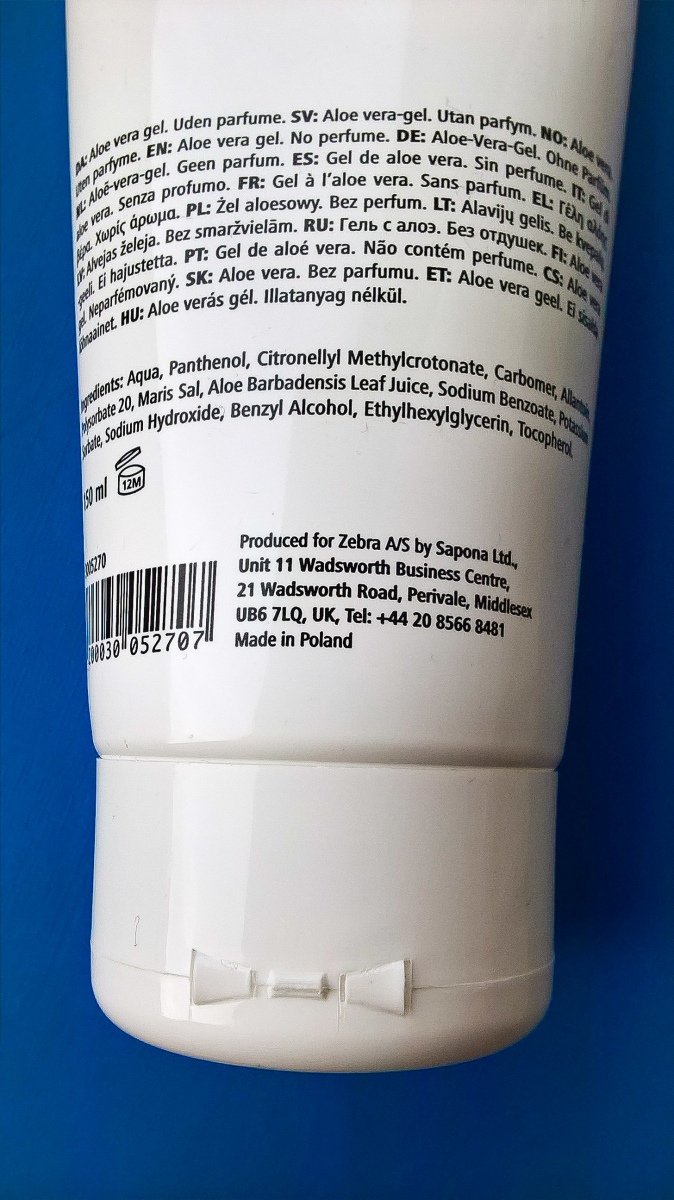 DA: Aloe vera gel. Uden parfume. SV: Aloe vera-gel. Utan parfym. NO: Aloe vera
Uten parfyme. EN: Aloe vera gel. No perfume. DE: Aloe-Vera-Gel. Ohne
NL: Aloë-vera-gel. Geen parfum. ES: Gel de aloe vera. Sin perfume. IT: Gel d
aloe vera. Senza profumo. FR: Gel à l'aloe vera. Sans parfum. EL: Γέλη αλόης
βέρα. Χωρίς άρωμα. PL: Żel aloesowy. Bez perfum. LT: Alavijų gelis. Be kvepalų
LV: Alvejas želeja. Bez smaržvielām. RU: Гель с алоэ. Без отдушек. FI: Aloe vera
geeli. Ei hajustetta. PT: Gel de aloé vera. Não contém perfume. CS: Aloe vera
gel. Neparfémovaný. SK: Aloe vera. Bez parfumu. ET: Aloe vera geel. Ei sisalda
lõhnaainet. HU: Aloe verás gél. Illatanyag nélkül.
Ingredients: Aqua, Panthenol, Citronellyl Methylcrotonate, Carbomer, Allantoin
Polysorbate 20, Maris Sal, Aloe Barbadensis Leaf Juice, Sodium Benzoate, Potassium
Sorbate, Sodium Hydroxide, Benzyl Alcohol, Ethylhexylglycerin, Tocopherol.
150 ml 12M
Produced for Zebra A/S by Sapona Ltd.,
Unit 11 Wadsworth Business Centre,
21 Wadsworth Road, Perivale, Middlesex
UB6 7LQ, UK, Tel: +44 20 8566 8481
Made in Poland
052707